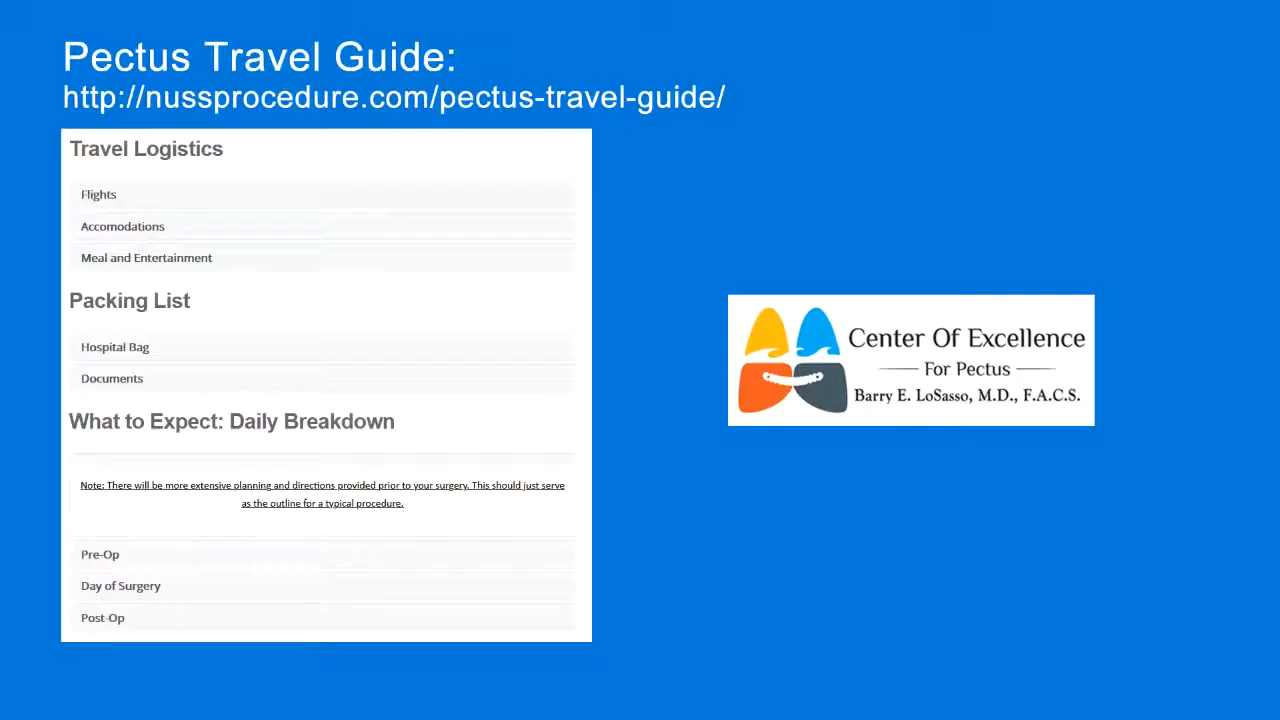 Pectus Travel Guide:
http://nussprocedure.com/pectus-travel-guide/
Travel Logistics
Flights
Accomodations
Meal and Entertainment
Packing List
Hospital Bag
Documents
What to Expect: Daily Breakdown
Note: There will be more extensive planning and directions provided prior to your surgery. This should just serve
as the outline for a typical procedure.
Pre-Op
Day of Surgery
Post-Op
Center Of Excellence
For Pectus
Barry E. LoSasso, M.D., F.A.C.S.